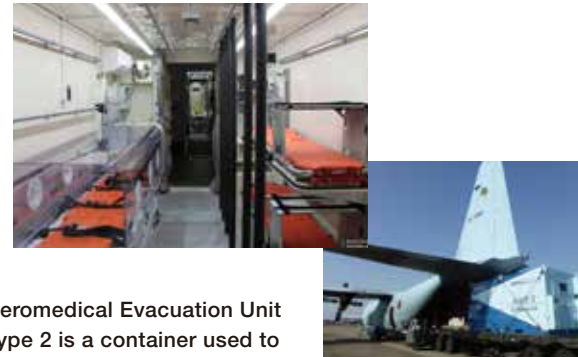 eromedical Evacuation Unit
ype 2 is a container used to